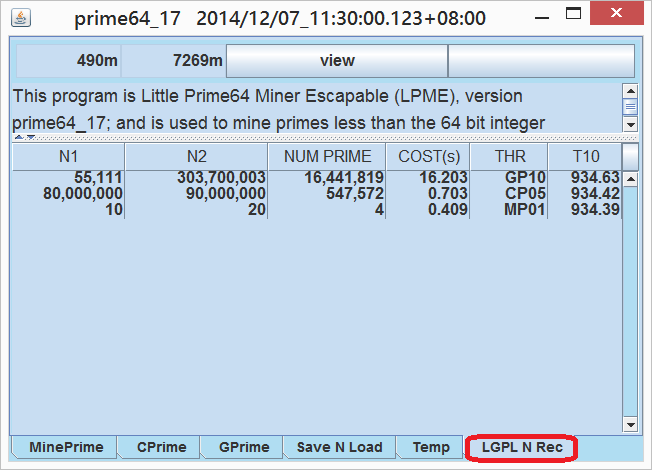 prime64_17 2014/12/07_11:30:00.123+08:00
490m 7269m view
This program is Little Prime64 Miner Escapable (LPME), version
prime64_17; and is used to mine primes less than the 64 bit integer
N1 N2 NUM PRIME COST(s) THR T10
55,111 303,700,003 16,441,819 16.203 GP10 934.63
80,000,000 90,000,000 547,572 0.703 CP05 934.42
10 20 4 0.409 MP01 934.39
MinePrime CPrime GPrime Save N Load Temp LGPL N Rec